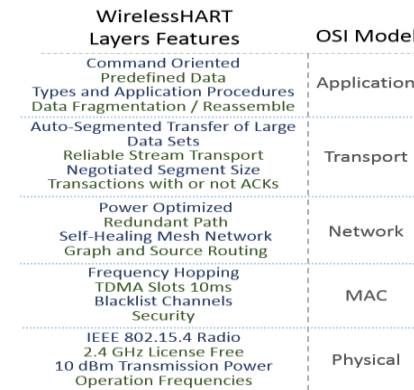 WirelessHART
Layers Features
OSI Model
Command Oriented
Predefined Data
Types and Application Procedures
Data Fragmentation / Reassemble
Application
Auto-Segmented Transfer of Large
Data Sets
Reliable Stream Transport
Negotiated Segment Size
Transactions with or not ACKs
Transport
Power Optimized
Redundant Path
Self-Healing Mesh Network
Graph and Source Routing
Network
Frequency Hopping
TDMA Slots 10ms
Blacklist Channels
Security
MAC
IEEE 802.15.4 Radio
2.4 GHz License Free
10 dBm Transmission Power
Operation Frequencies
Physical